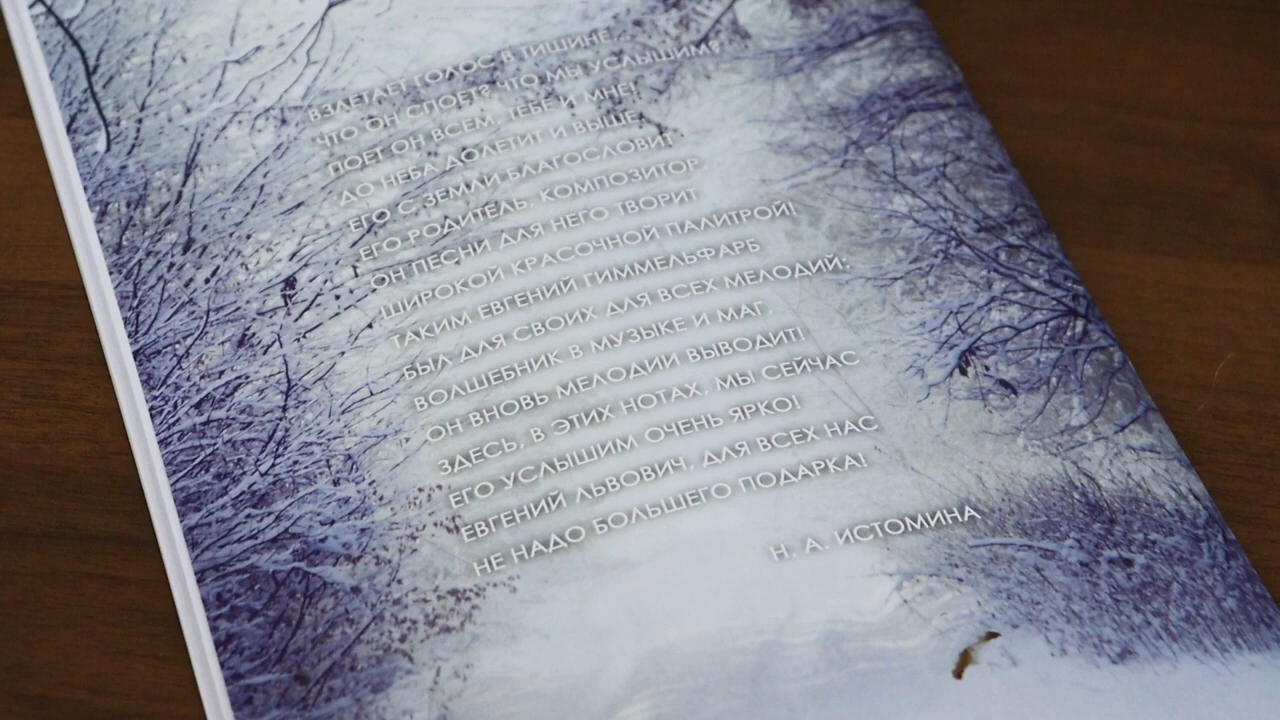 ВЗЛЕТАЕТ ГОЛОС В ТИШИНЕ...
ЧТО ОН СПОЕТ? ЧТО МЫ УСЛЫШИМ?
ПОЕТ ОН ВСЕМ, ТЕБЕ И МНЕ!
ДО НЕБА ДОЛЕТИТ И ВЫШЕ
ЕГО С ЗЕМЛИ БЛАГОСЛОВИТ
ЕГО РОДИТЕЛЬ, КОМПОЗИТОР
ОН ПЕСНИ ДЛЯ НЕГО ТВОРИТ
ШИРОКОЙ КРАСОЧНОЙ ПАЛИТРОЙ!
ТАКИМ ЕВГЕНИЙ ГИММЕЛЬФАРБ
БЫЛ ДЛЯ СВОИХ ДЛЯ ВСЕХ МЕЛОДИЙ:
ВОЛШЕБНИК В МУЗЫКЕ И МАГ,
ОН ВНОВЬ МЕЛОДИИ ВЫВОДИТ!
ЗДЕСЬ, В ЭТИХ НОТАХ, МЫ СЕЙЧАС
ЕГО УСЛЫШИМ ОЧЕНЬ ЯРКО!
ЕВГЕНИЙ ЛЬВОВИЧ, ДЛЯ ВСЕХ НАС
НЕ НАДО БОЛЬШЕГО ПОДАРКА!
Н. А. ИСТОМИНА